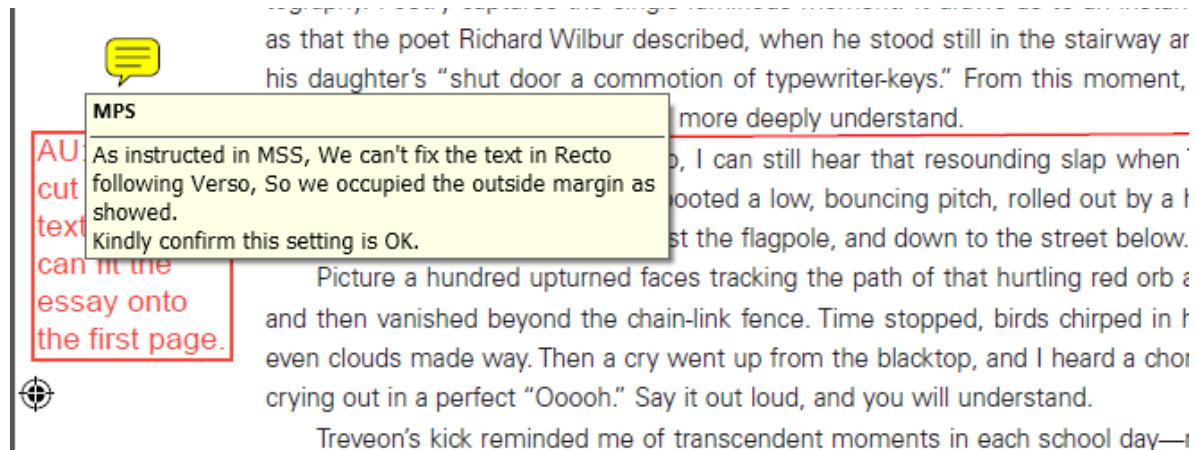 as that the poet Richard Wilbur described, when he stood still in the stairway
his daughter's “shut door a commotion of typewriter-keys.” From this moment,
more deeply understand.
MPS
As instructed in MSS, We can't fix the text in Recto
following Verso, So we occupied the outside margin as
showed.
Kindly confirm this setting is OK.
AU
cut
text
can fit the
essay onto
the first page.
I can still hear that resounding slap when
a low, bouncing pitch, rolled out by a
the flagpole, and down to the street below.
Picture a hundred upturned faces tracking the path of that hurtling red orb
and then vanished beyond the chain-link fence. Time stopped, birds chirped in
even clouds made way. Then a cry went up from the blacktop, and I heard a
crying out in a perfect “Ooooh.” Say it out loud, and you will understand.
Treveon's kick reminded me of transcendent moments in each school day—